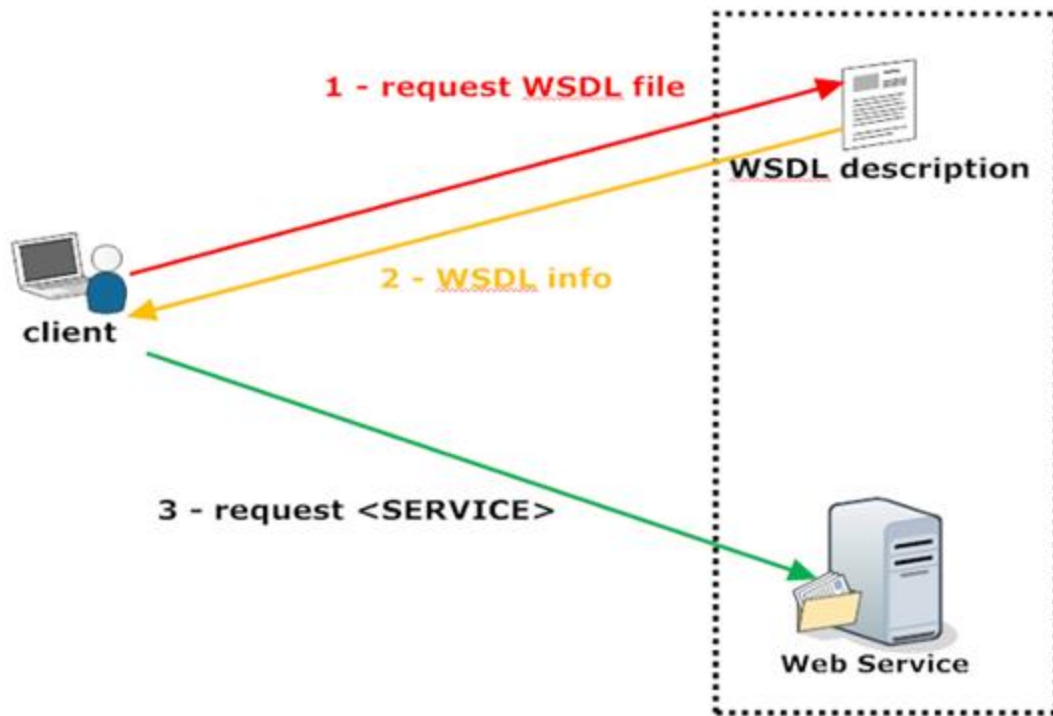 1 - request WSDL file
WSDL description
2 - WSDL info
client
3 - request <SERVICE>
Web Service